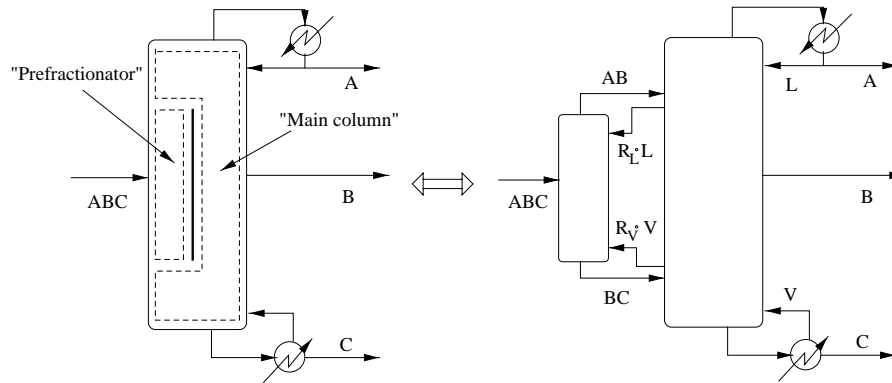 "Prefractionator"
"Main column"
A
ABC
B
C
AB
L
A
R_L·L
ABC
B
R_V·V
BC
V
C